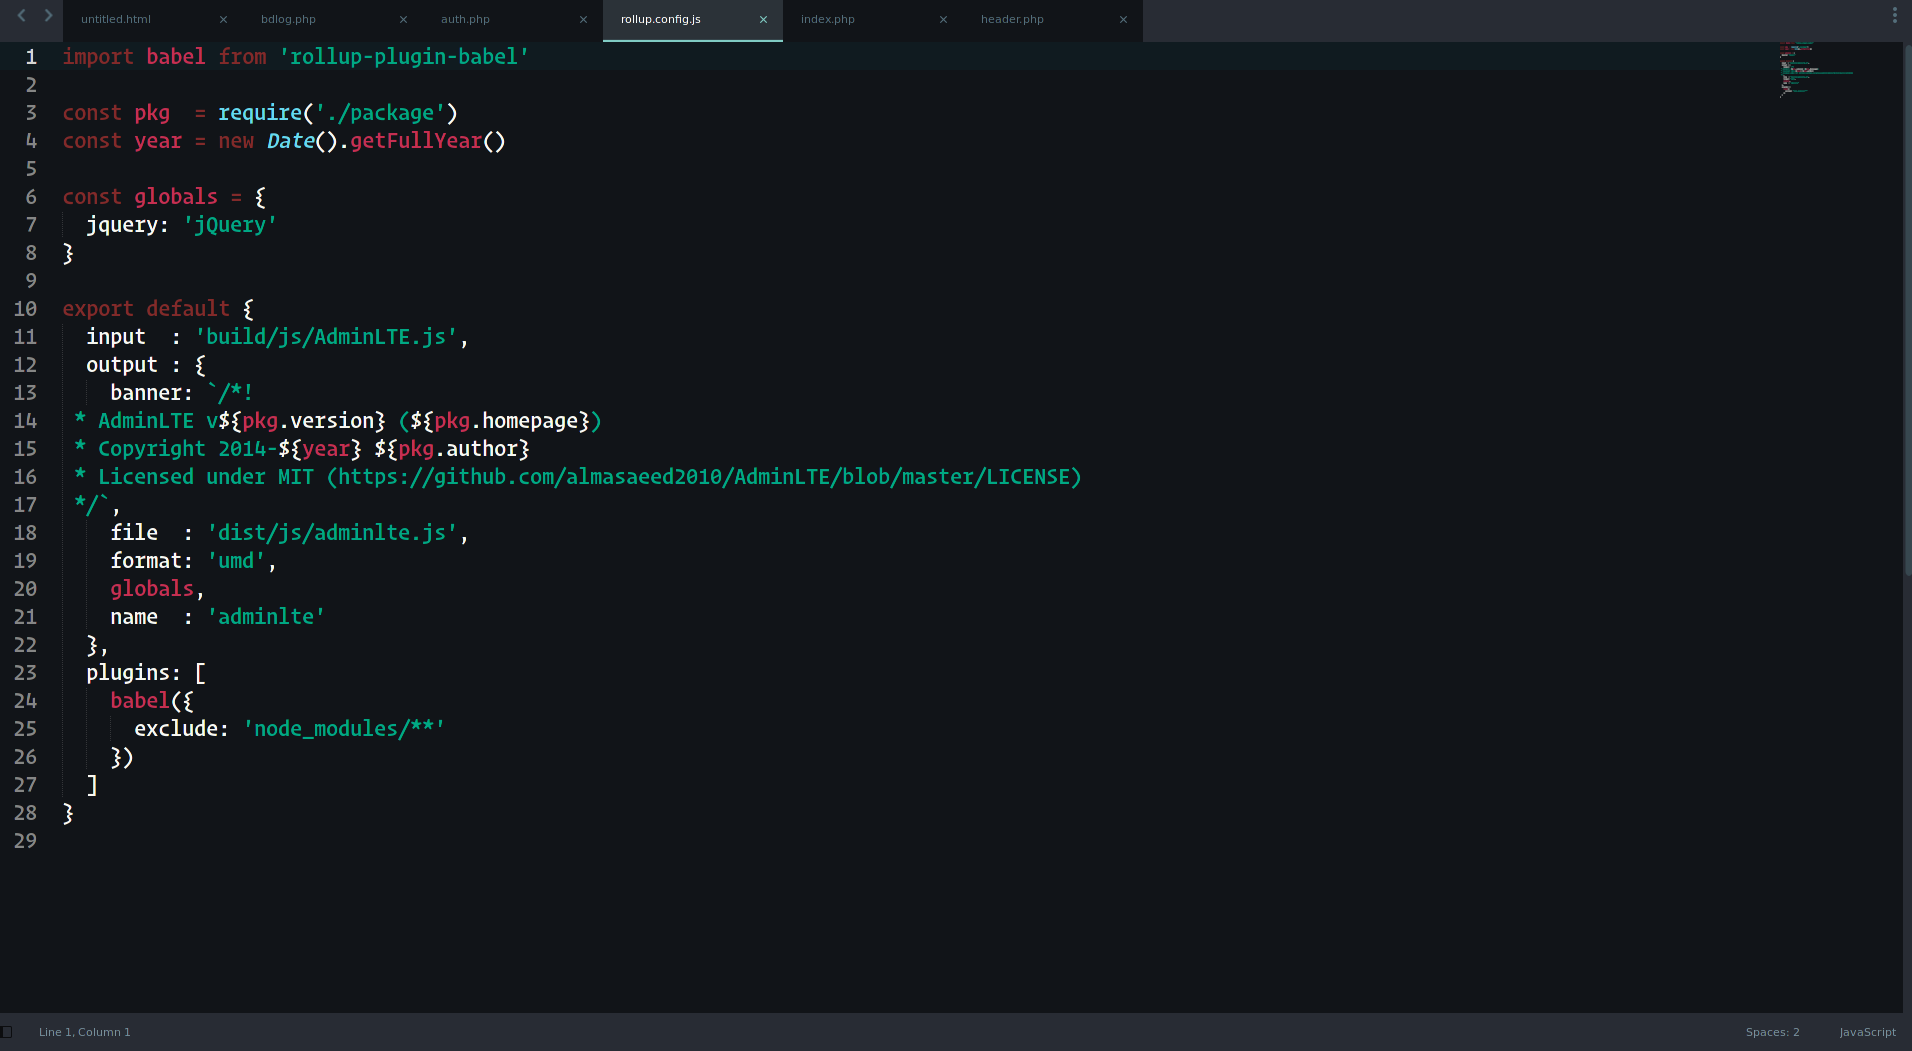 untitled.html × bdlog.php × auth.php × rollup.config.js × index.php × header.php ×
1 import babel from 'rollup-plugin-babel'
2
3 const pkg  = require('./package')
4 const year = new Date().getFullYear()
5
6 const globals = {
7   jquery: 'jQuery'
8 }
9
10 export default {
11   input  : 'build/js/AdminLTE.js',
12   output : {
13     banner: `/*!
14  * AdminLTE v${pkg.version} (${pkg.homepage})
15  * Copyright 2014-${year} ${pkg.author}
16  * Licensed under MIT (https://github.com/almasaeed2010/AdminLTE/blob/master/LICENSE)
17  */`,
18     file  : 'dist/js/adminlte.js',
19     format: 'umd',
20     globals,
21     name  : 'adminlte'
22   },
23   plugins: [
24     babel({
25       exclude: 'node_modules/**'
26     })
27   ]
28 }
29
Line 1, Column 1 Spaces: 2 JavaScript